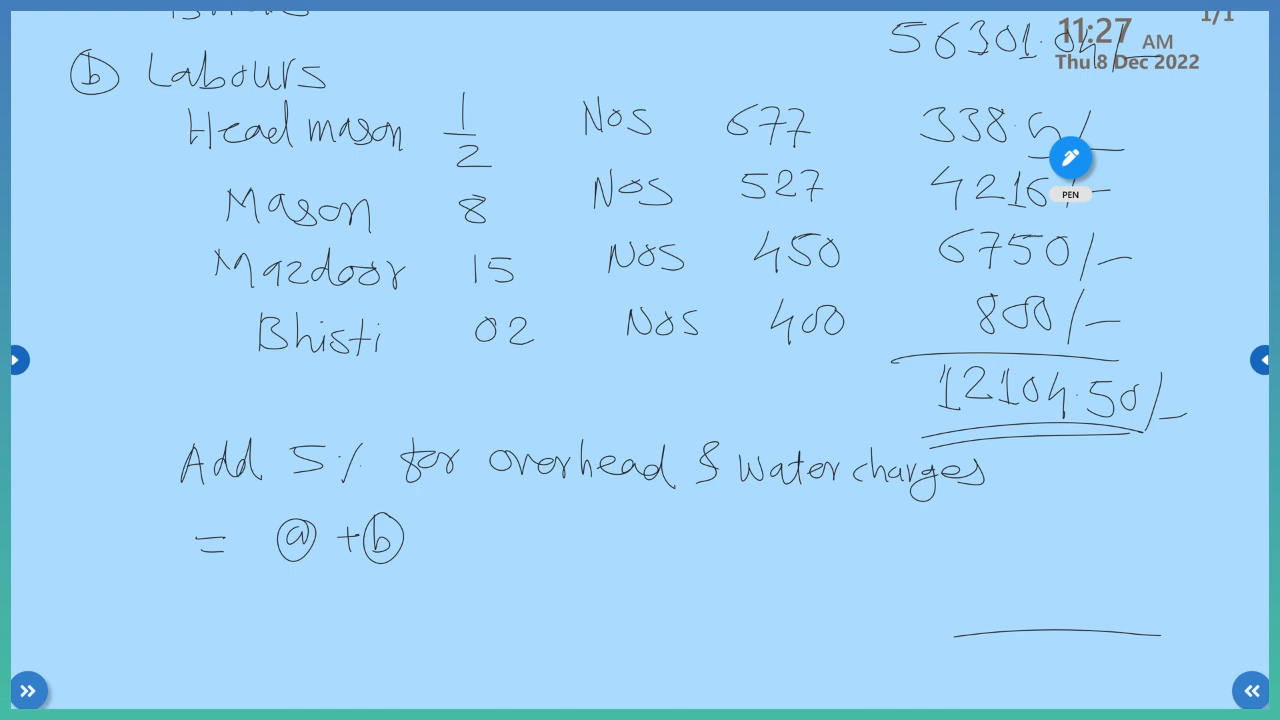 1/1
56301.04/-
11:27 AM
Thu 8 Dec 2022
ⓑ Labours
Head mason 1/2 Nos 677 338.5/-
Mason 8 Nos 527 4216/-
PEN
Mazdoor 15 Nos 450 6750/-
Bhisti 02 Nos 400 800/-
12104.50/-
Add 5% for overhead & water charges
= ⓐ + ⓑ